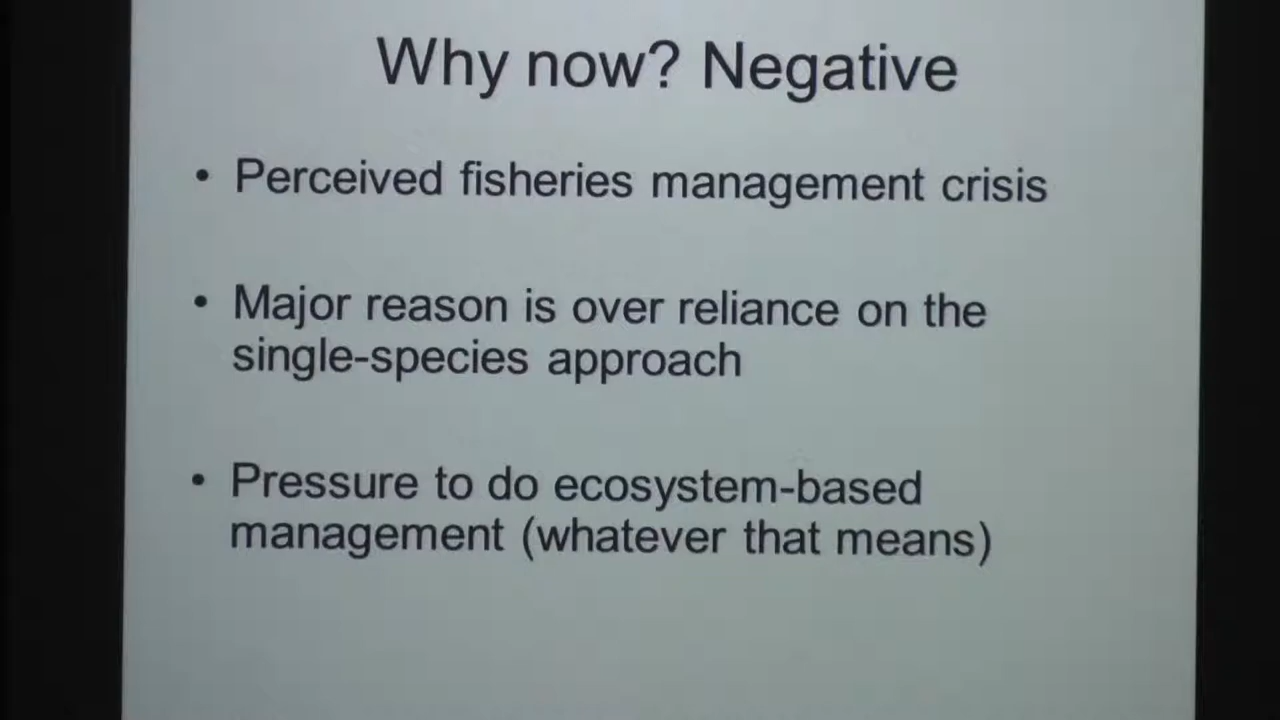 Why now? Negative
• Perceived fisheries management crisis
• Major reason is over reliance on the
single-species approach
• Pressure to do ecosystem-based
management (whatever that means)